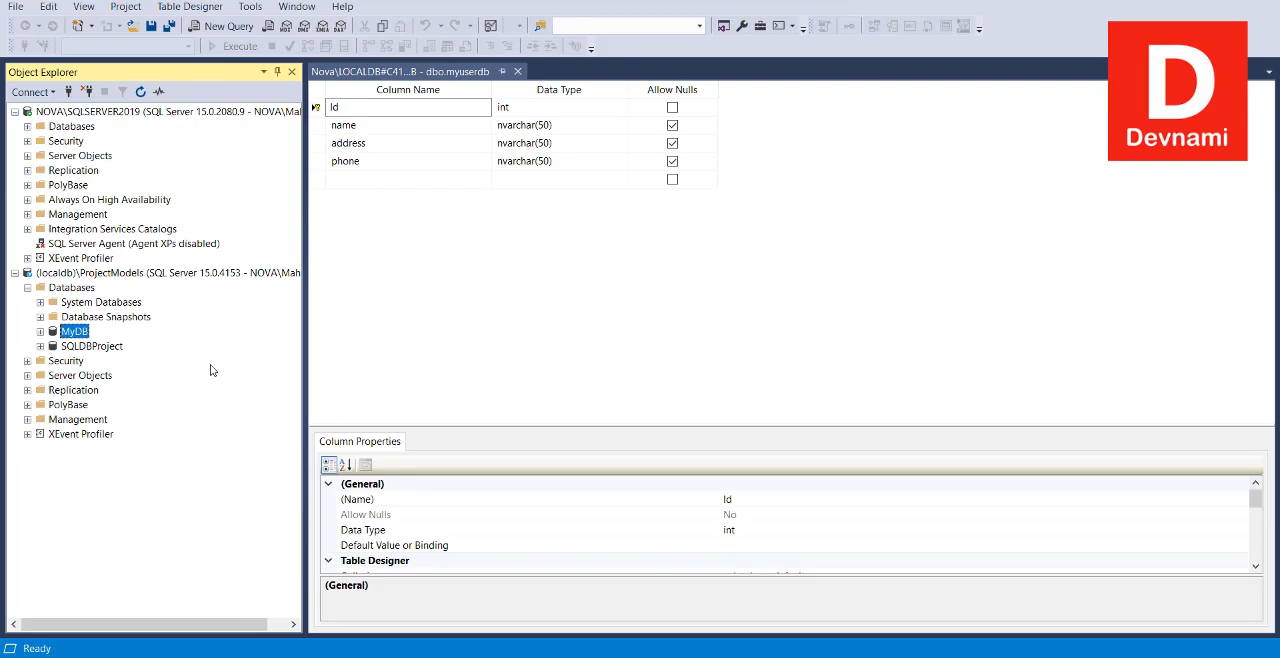 File Edit View Project Table Designer Tools Window Help
New Query
MDX DMX XMLA DAX
Execute
Object Explorer
Nova\LOCALDB#C41...B - dbo.myuserdb
Connect
Column Name Data Type Allow Nulls
Id int
name nvarchar(50)
address nvarchar(50)
phone nvarchar(50)
NOVA\SQLSERVER2019 (SQL Server 15.0.2080.9 - NOVA\Mah
Databases
Security
Server Objects
Replication
PolyBase
Always On High Availability
Management
Integration Services Catalogs
SQL Server Agent (Agent XPs disabled)
XEvent Profiler
(localdb)\ProjectModels (SQL Server 15.0.4153 - NOVA\Mah
Databases
System Databases
Database Snapshots
MyDB
SQLDBProject
Security
Server Objects
Replication
PolyBase
Management
XEvent Profiler
Column Properties
(General)
(Name) Id
Allow Nulls No
Data Type int
Default Value or Binding
Table Designer
(General)
Ready
D
Devnami